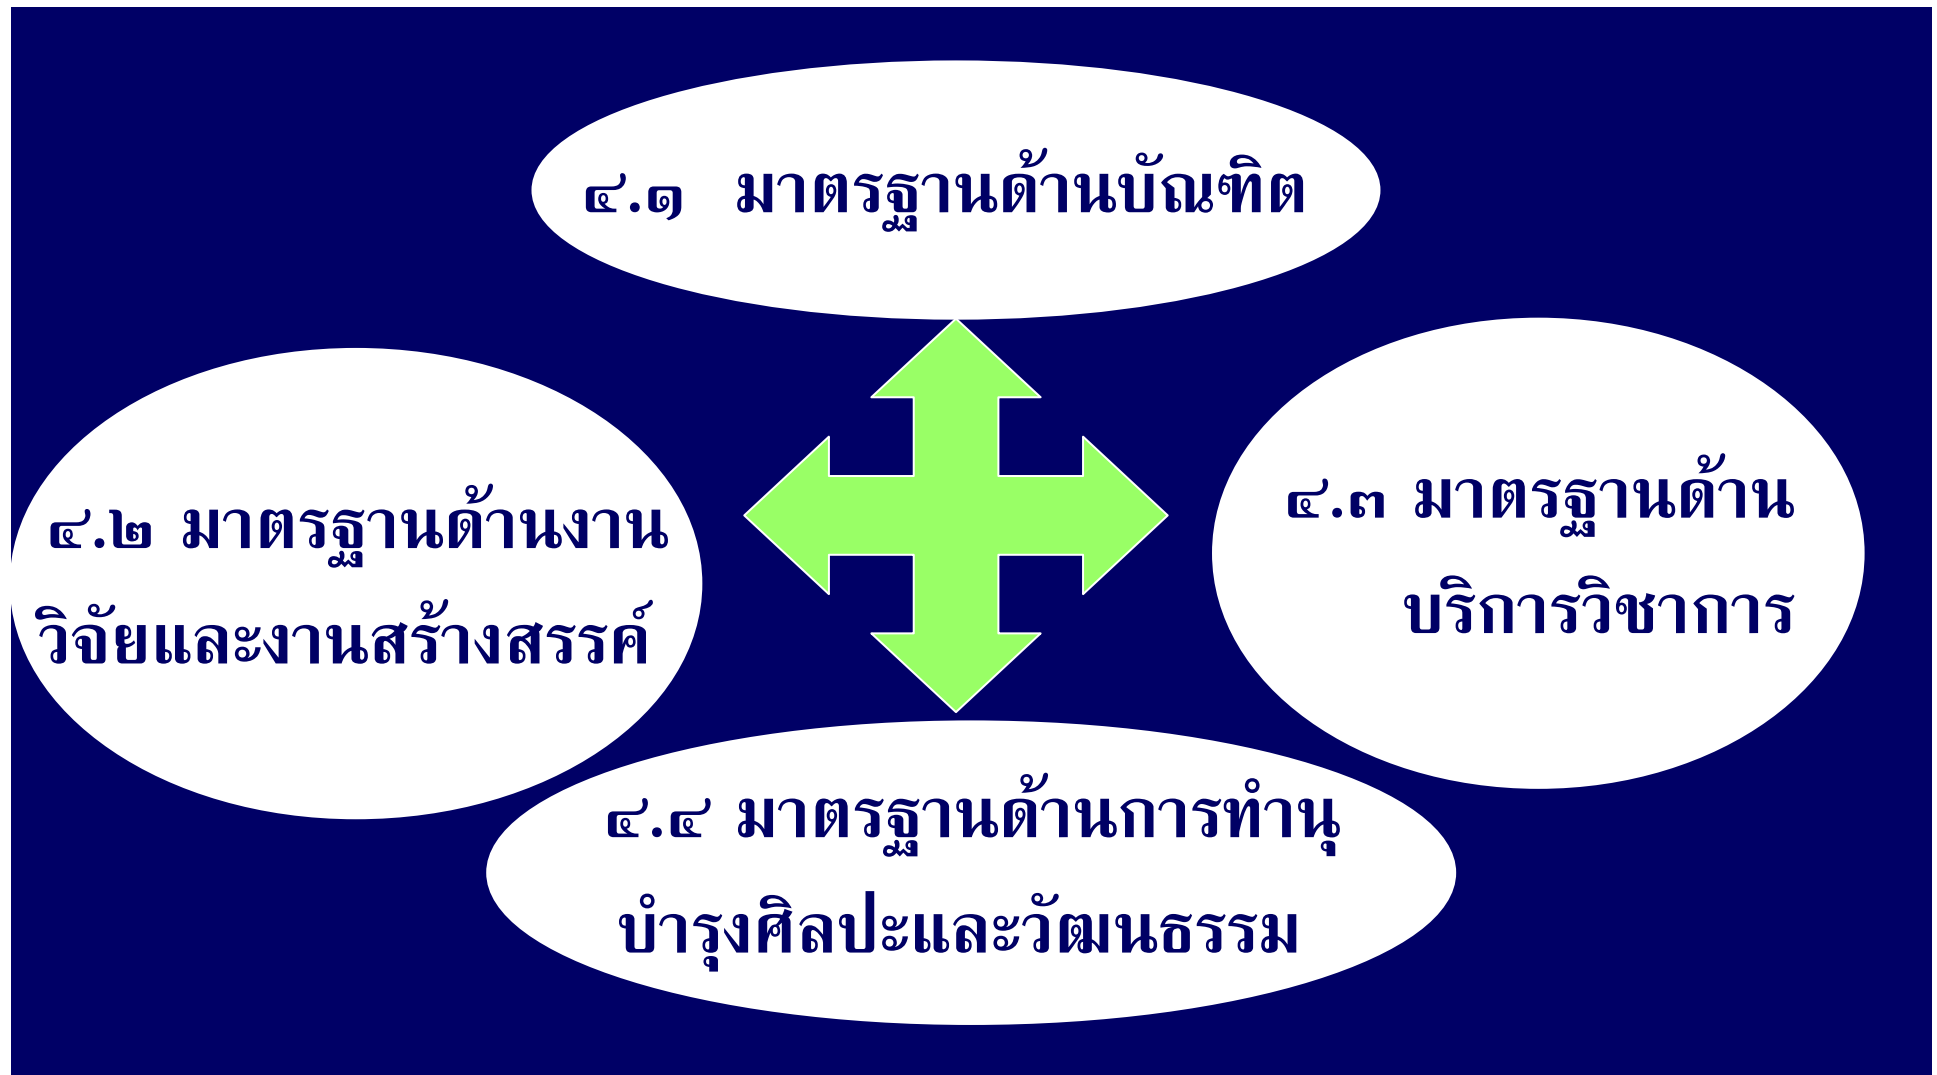 ๔.๑ มาตรฐานด้านบัณฑิต
๔.๒ มาตรฐานด้านงาน
วิจัยและงานสร้างสรรค์
๔.๓ มาตรฐานด้าน
บริการวิชาการ
๔.๔ มาตรฐานด้านการทำนุ
บำรุงศิลปะและวัฒนธรรม